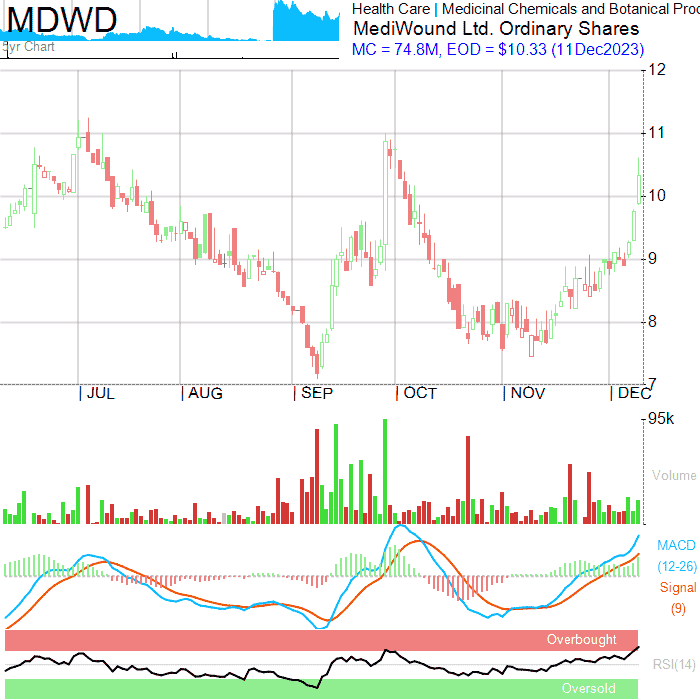 MDWD
5yr Chart
Health Care | Medicinal Chemicals and Botanical Proc
MediWound Ltd. Ordinary Shares
MC = 74.8M, EOD = $10.33 (11Dec2023)
12
11
10
9
8
7
| JUL | AUG | SEP | OCT | NOV | DEC
95k
Volume
MACD
(12-26)
Signal
(9)
Overbought
RSI(14)
Oversold